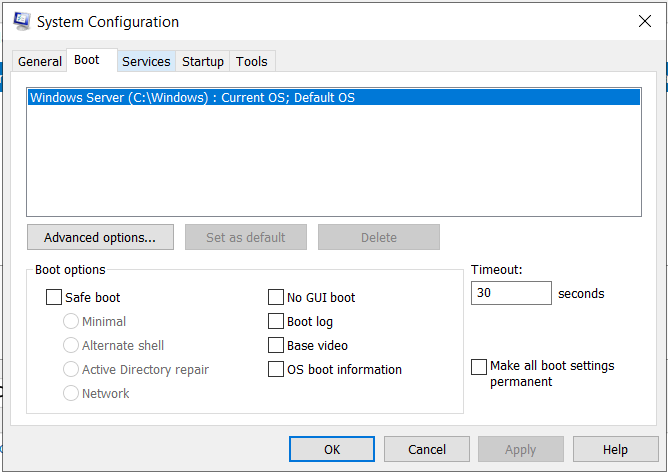 System Configuration
General Boot Services Startup Tools
Windows Server (C:\Windows) : Current OS; Default OS
Advanced options... Set as default Delete
Boot options
Safe boot
Minimal
Alternate shell
Active Directory repair
Network
No GUI boot
Boot log
Base video
OS boot information
Timeout:
30 seconds
Make all boot settings
permanent
OK Cancel Apply Help